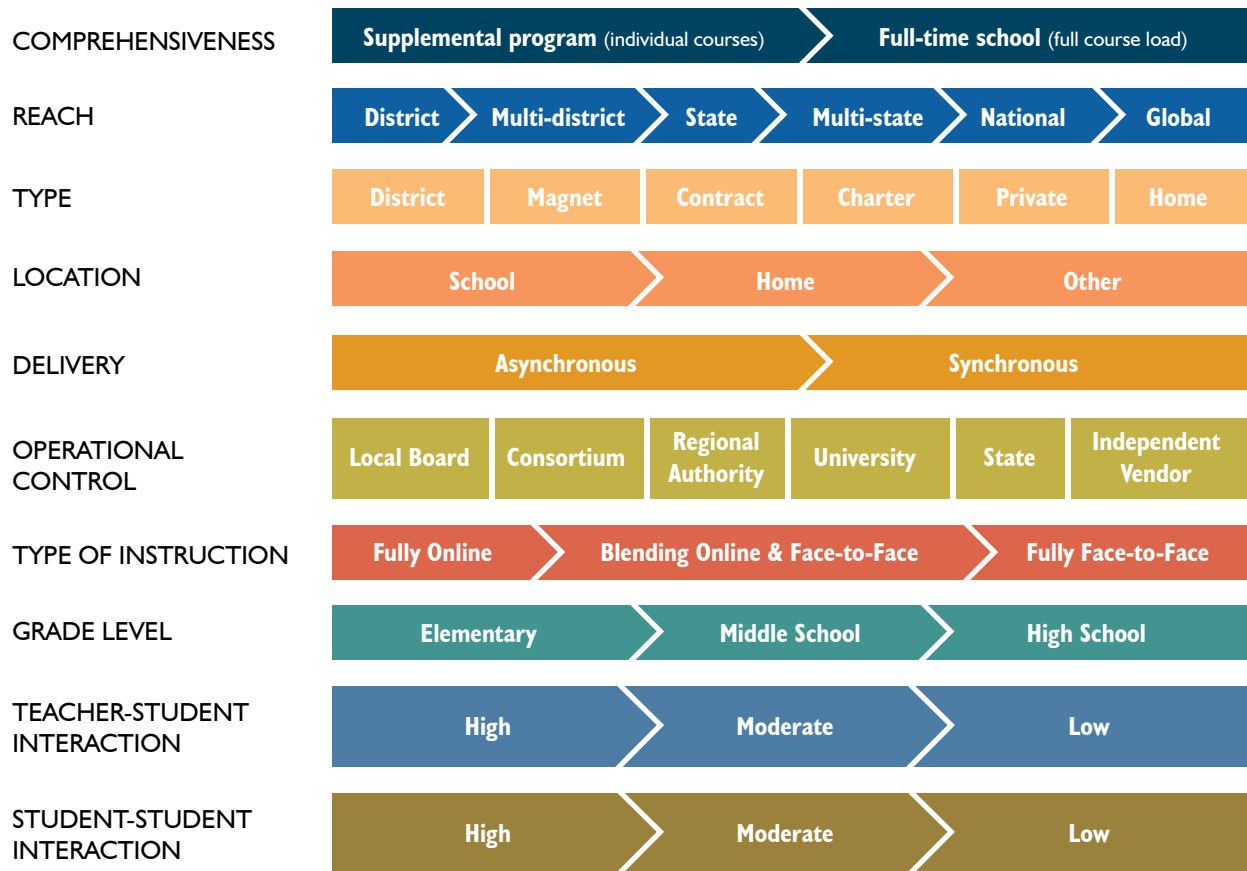 COMPREHENSIVENESS
Supplemental program (individual courses)
Full-time school (full course load)
REACH
District
Multi-district
State
Multi-state
National
Global
TYPE
District
Magnet
Contract
Charter
Private
Home
LOCATION
School
Home
Other
DELIVERY
Asynchronous
Synchronous
OPERATIONAL
CONTROL
Local Board
Consortium
Regional
Authority
University
State
Independent
Vendor
TYPE OF INSTRUCTION
Fully Online
Blending Online & Face-to-Face
Fully Face-to-Face
GRADE LEVEL
Elementary
Middle School
High School
TEACHER-STUDENT
INTERACTION
High
Moderate
Low
STUDENT-STUDENT
INTERACTION
High
Moderate
Low